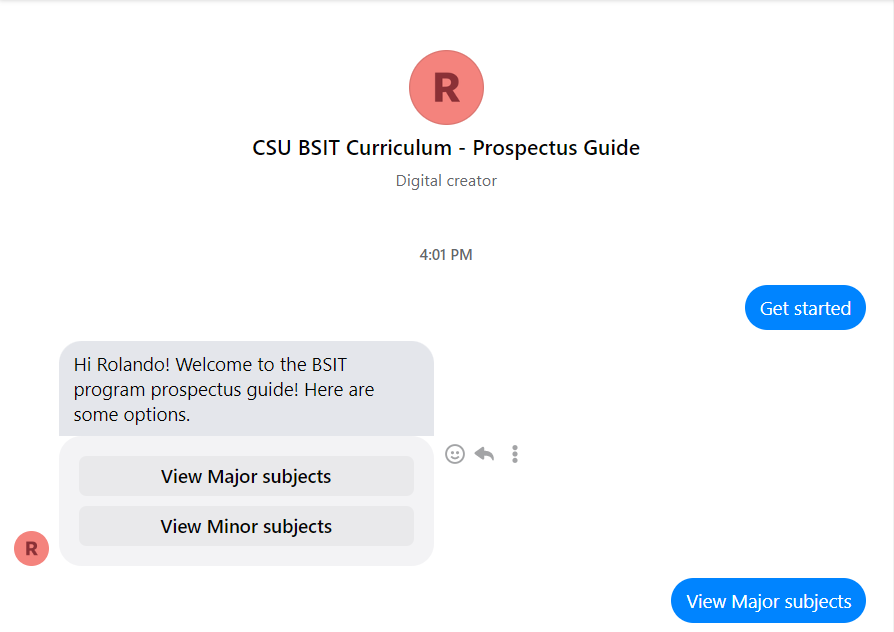 R
CSU BSIT Curriculum - Prospectus Guide
Digital creator
4:01 PM
Get started
Hi Rolando! Welcome to the BSIT
program prospectus guide! Here are
some options.
View Major subjects
View Minor subjects
R
View Major subjects